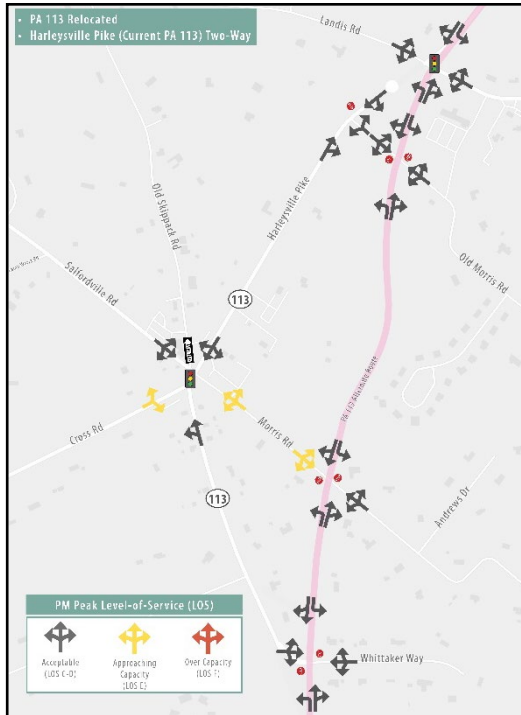 • PA 113 Relocated
• Harleysville Pike (Current PA 113) Two-Way
Landis Rd
Old Skippack Rd
Harleysville Pike
Salfordville Rd
Old Morris Rd
113
Cross Rd
Morris Rd
113
Andrews Dr
Whittaker Way
PM Peak Level-of-Service (LOS)
Acceptable
(LOS C-D)
Approaching
Capacity
(LOS E)
Over Capacity
(LOS F)